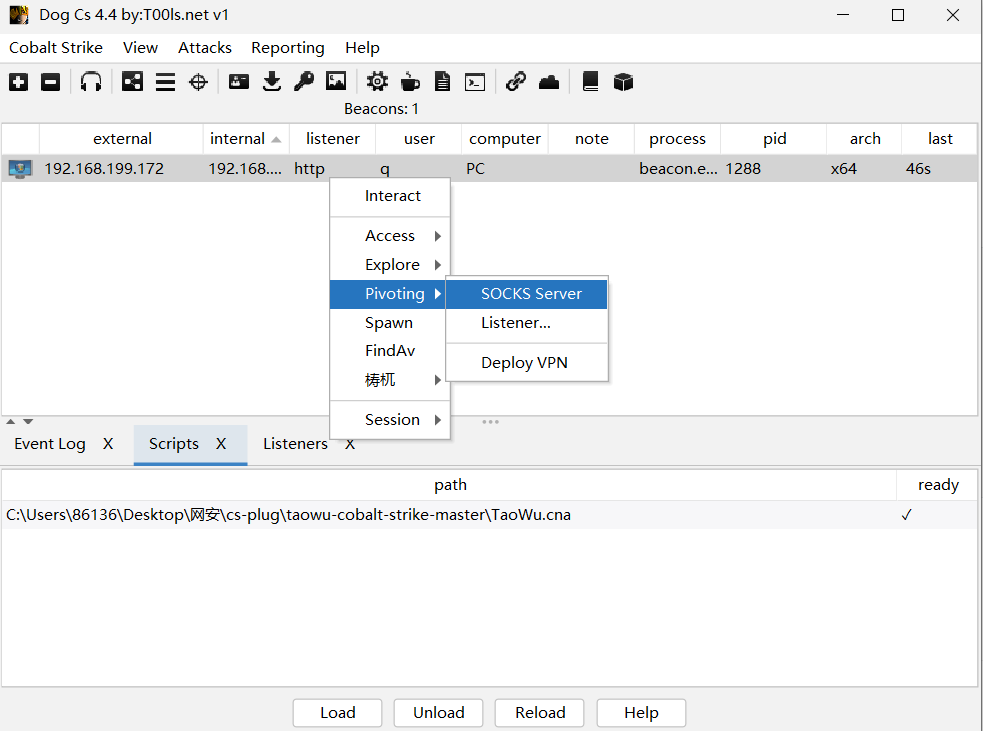 Dog Cs 4.4 by:T00ls.net v1
Cobalt Strike View Attacks Reporting Help
Beacons: 1
external internal listener user computer note process pid arch last
192.168.199.172 192.168.... http q PC beacon.e... 1288 x64 46s
Interact
Access
Explore
Pivoting SOCKS Server
Spawn Listener...
FindAv
Deploy VPN
梼杌
Session
Event Log X Scripts X Listeners X
path ready
C:\Users\86136\Desktop\网安\cs-plug\taowu-cobalt-strike-master\TaoWu.cna ✓
Load Unload Reload Help